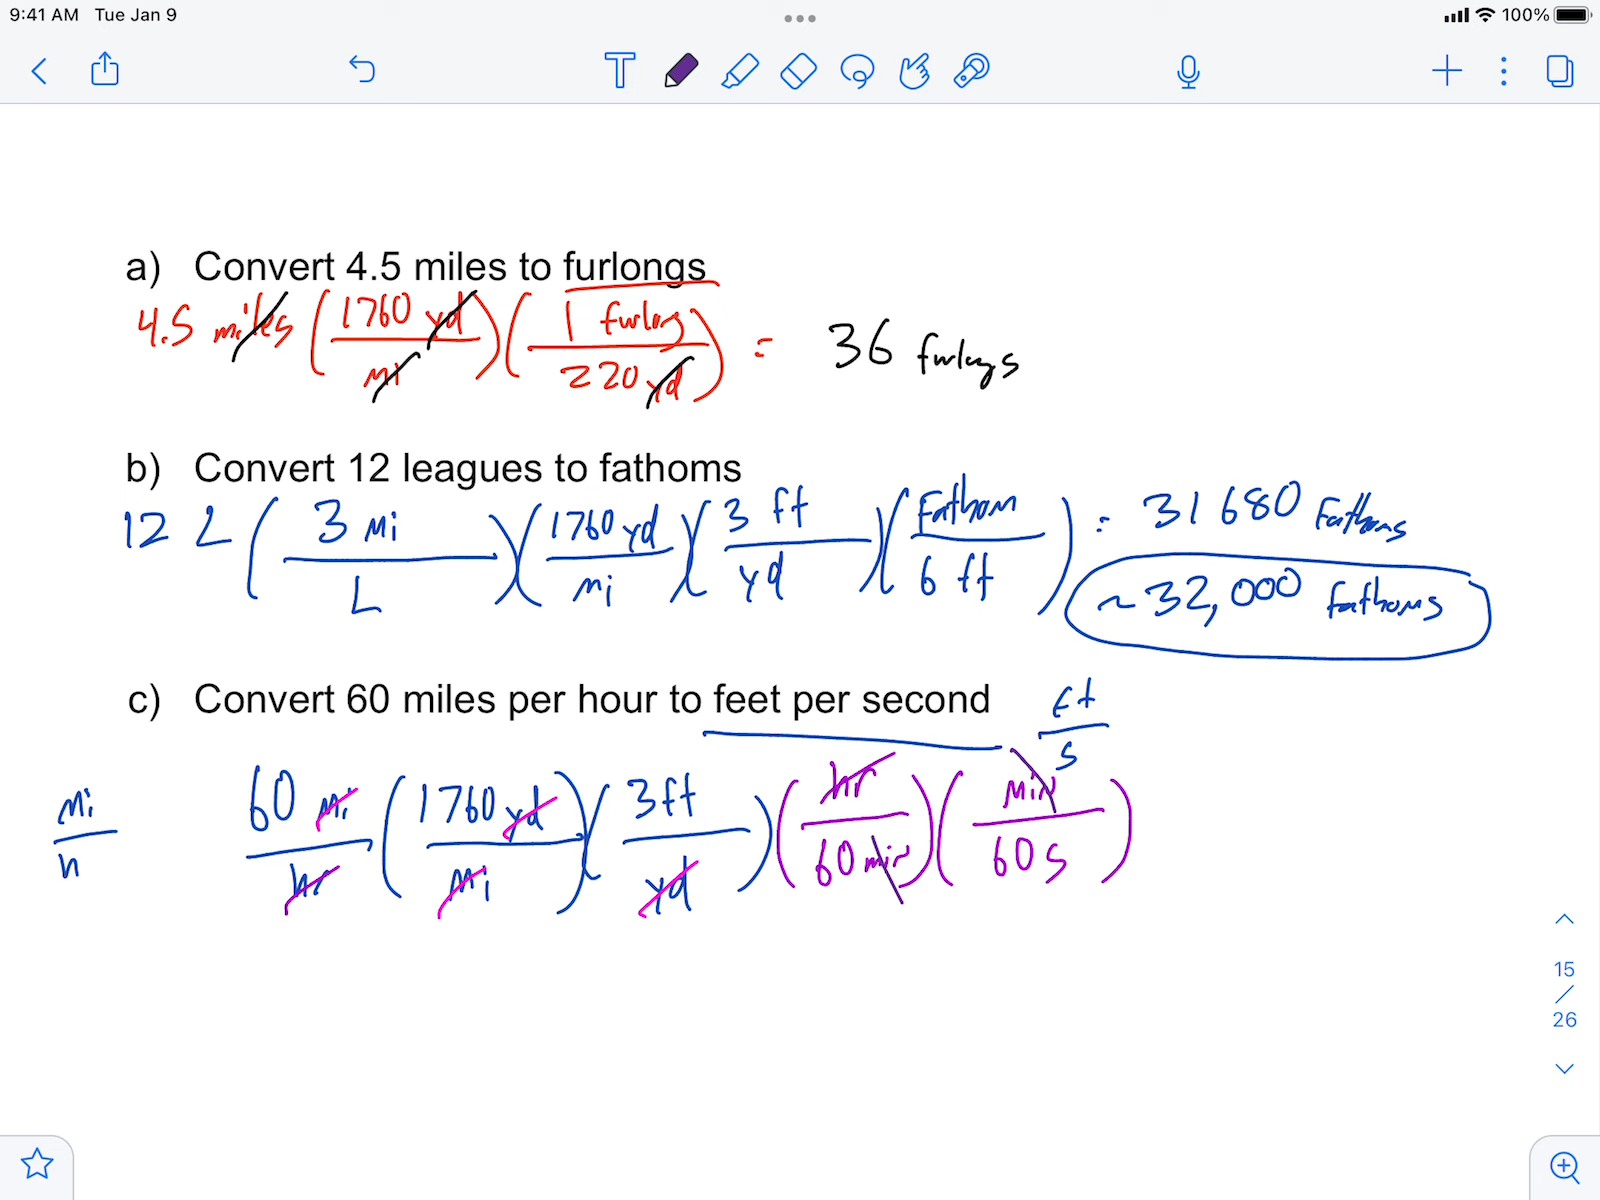 9:41 AM Tue Jan 9
100%
a) Convert 4.5 miles to furlongs
4.5 miles (1760 yd / mi)(1 furlong / 220 yd) = 36 furlongs
b) Convert 12 leagues to fathoms
12 L (3 Mi / L)(1760 yd / Mi)(3 ft / yd)(Fathom / 6 ft) = 31680 Fathoms
~32,000 fathoms
c) Convert 60 miles per hour to feet per second
Ft / s
Mi / h
60 Mi / hr (1760 yd / Mi)(3 ft / yd)(hr / 60 min)(Min / 60 s)
15
/
26